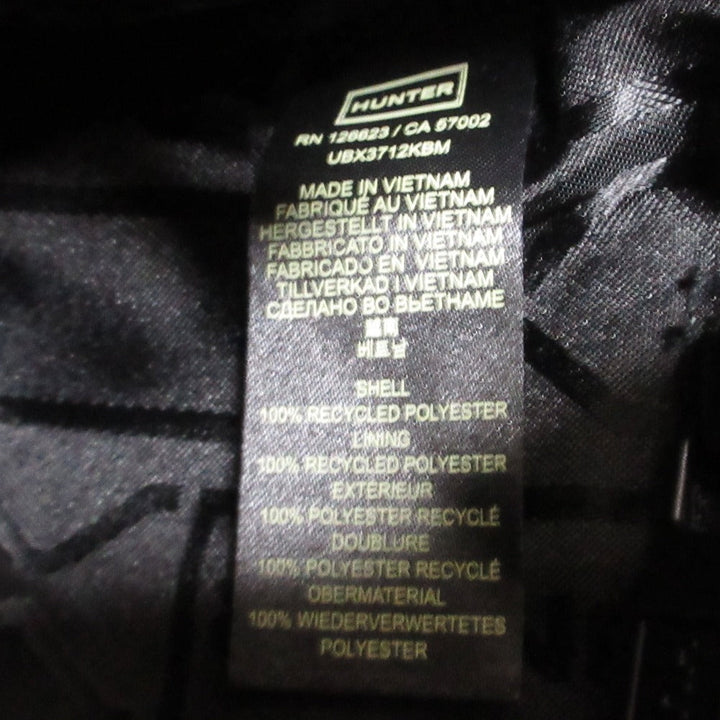 HUNTER
RN 126623 / CA 57002
UBX3712KBM
MADE IN VIETNAM
FABRIQUÉ AU VIETNAM
HERGESTELLT IN VIETNAM
FABBRICATO IN VIETNAM
FABRICADO EN VIETNAM
TILLVERKAD I VIETNAM
СДЕЛАНО ВО ВЬЕТНАМЕ
越南
베트남
SHELL
100% RECYCLED POLYESTER
LINING
100% RECYCLED POLYESTER
EXTERIEUR
100% POLYESTER RECYCLÉ
DOUBLURE
100% POLYESTER RECYCLÉ
OBERMATERIAL
100% WIEDERVERWERTETES
POLYESTER